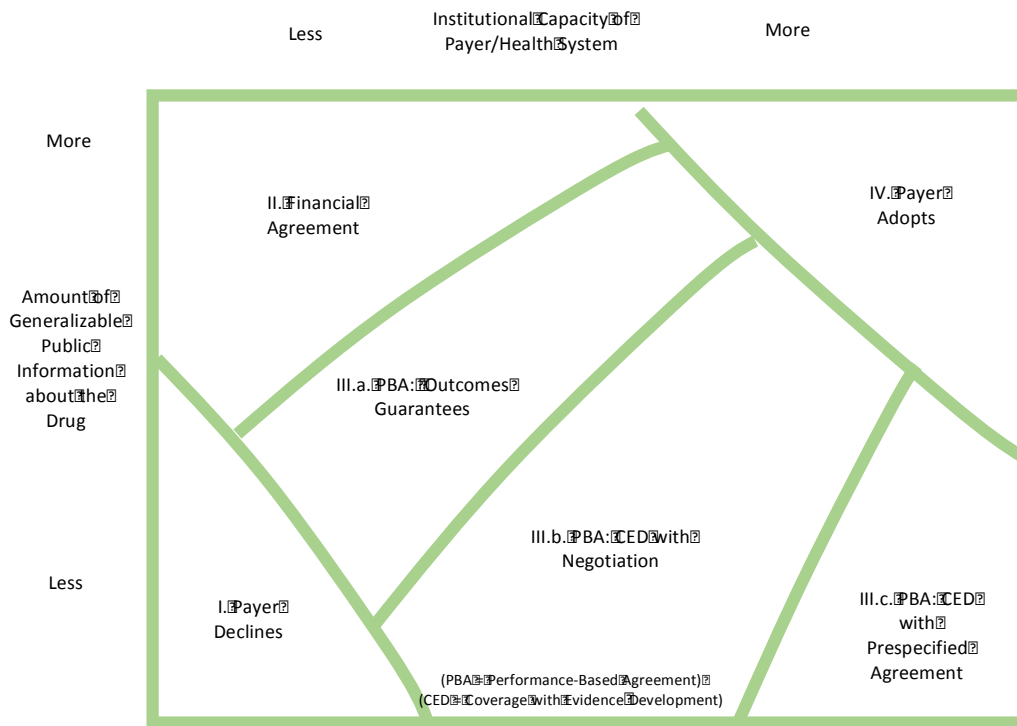 Less
Institutional Capacity of
Payer/Health System
More
More
II. Financial
Agreement
IV. Payer
Adopts
Amount of
Generalizable
Public
Information
about the
Drug
III.a. PBA: Outcomes
Guarantees
III.b. PBA: CED with
Negotiation
Less
I. Payer
Declines
III.c. PBA: CED
with
Prespecified
Agreement
(PBA = Performance-Based Agreement)
(CED = Coverage with Evidence Development)